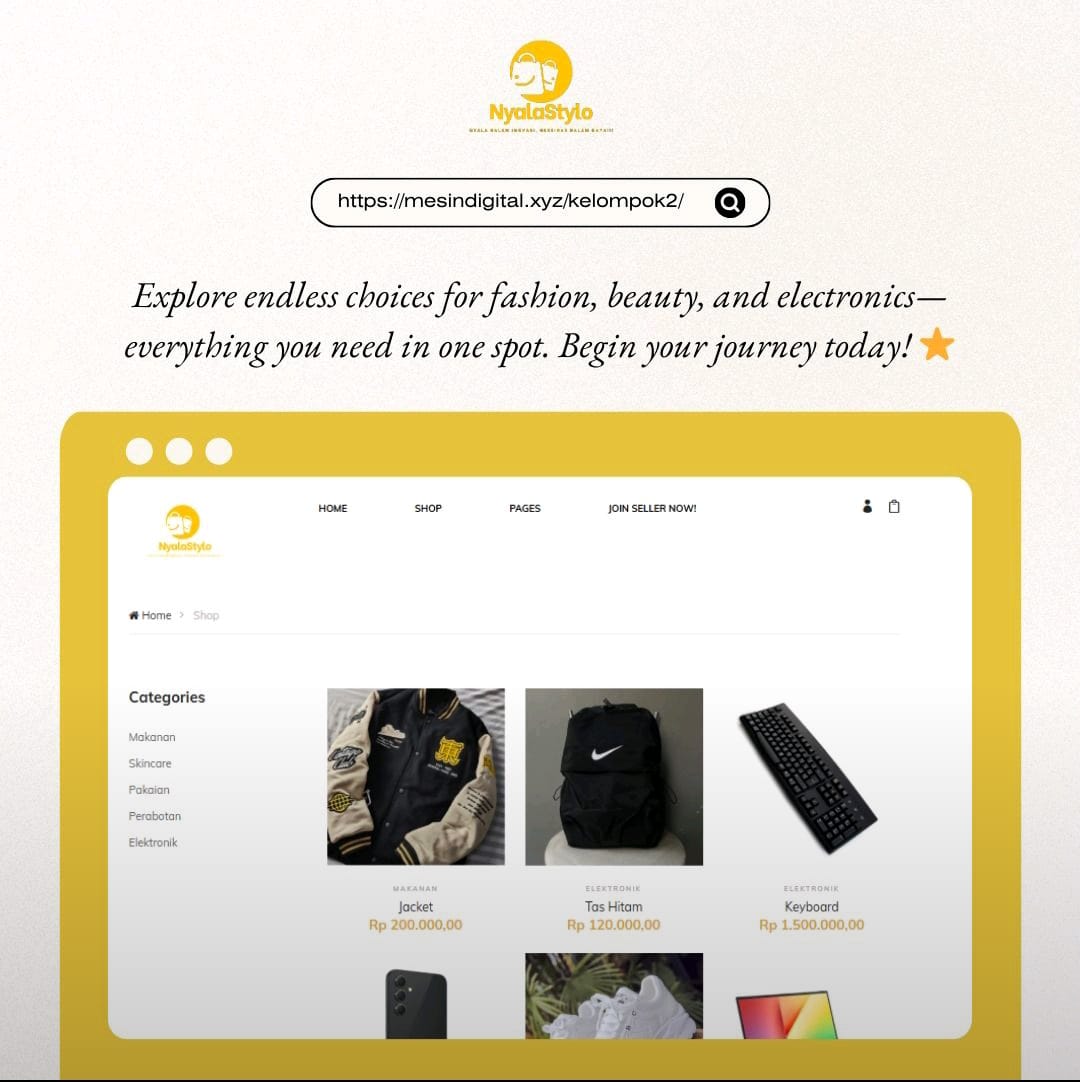 NyalaStylo
NYALA DALAM INOVASI, BERGINAS DALAM GAYA!
https://mesindigital.xyz/kelompok2/
Explore endless choices for fashion, beauty, and electronics—
everything you need in one spot. Begin your journey today! ⭐
NyalaStylo
HOME SHOP PAGES JOIN SELLER NOW!
Home > Shop
Categories
Makanan
Skincare
Pakaian
Perabotan
Elektronik
東
MAKANAN ELEKTRONIK ELEKTRONIK
Jacket Tas Hitam Keyboard
Rp 200.000,00 Rp 120.000,00 Rp 1.500.000,00